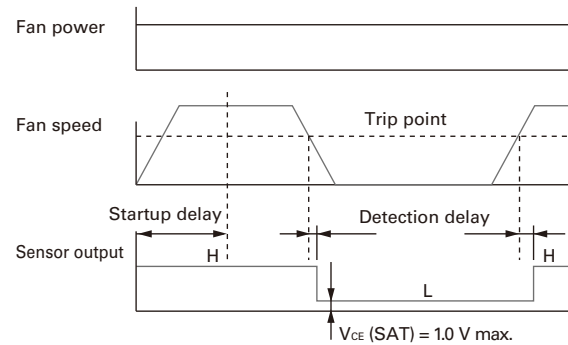 Fan power
Fan speed
Trip point
Startup delay
Detection delay
Sensor output
H
H
L
VCE (SAT) = 1.0 V max.